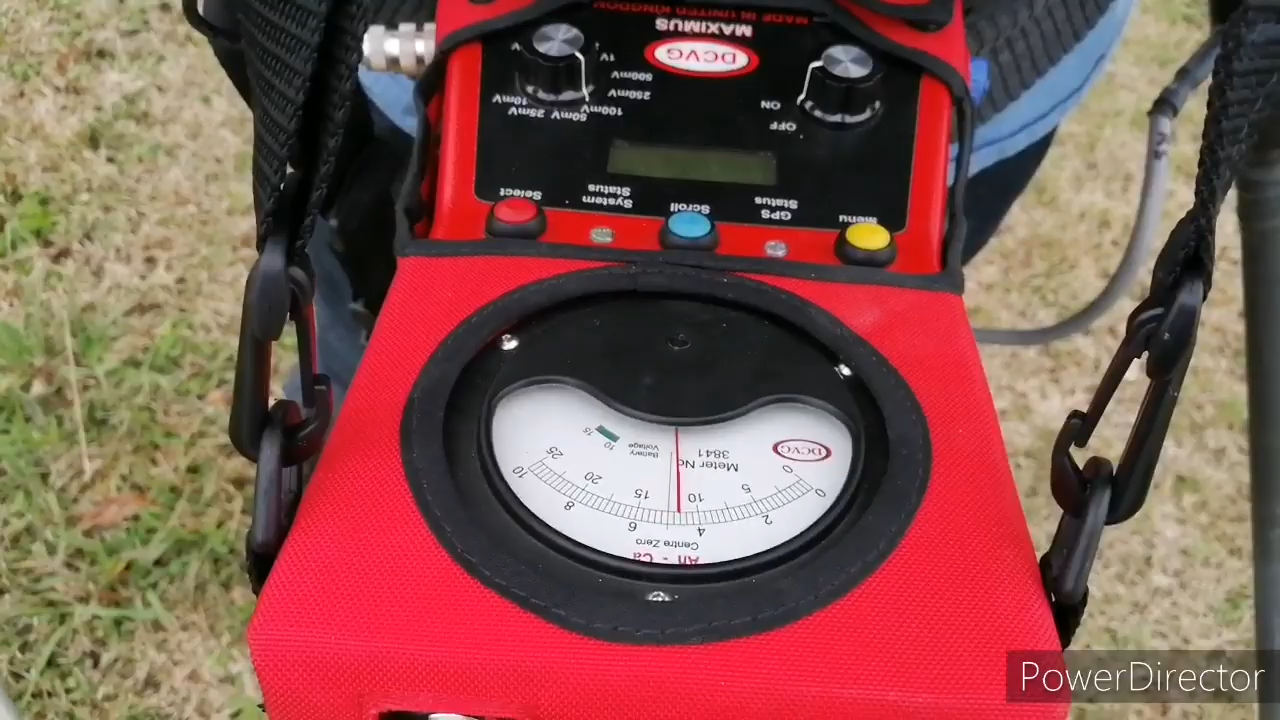 MADE IN UNITED KINGDOM
MAXIMUS
DCVG
1V
500mV
250mV
100mV
50mV
25mV
10mV
ON
OFF
Select
System
Status
Scroll
GPS
Status
Menu
DCVG
Meter No
3841
Battery
Voltage
10
15
0 5 10 15 20 25
0 2 4 6 8 10
Centre Zero
An - Ca
PowerDirector